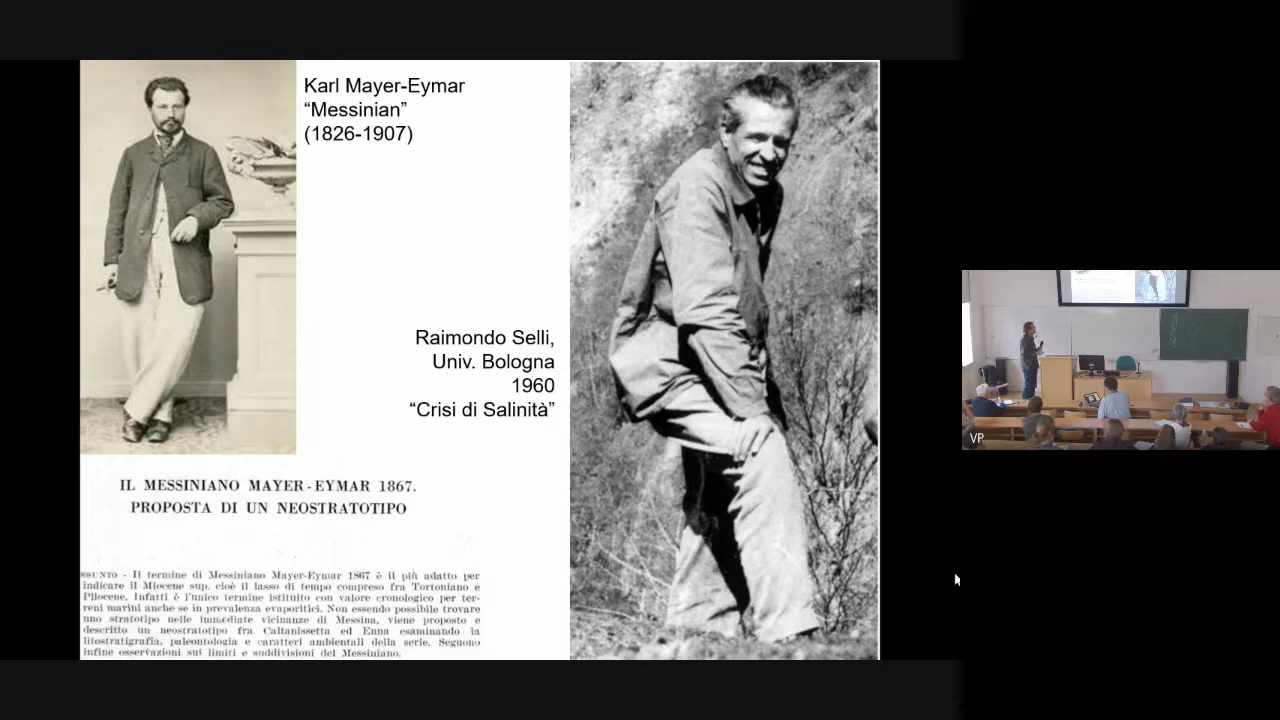 Karl Mayer-Eymar
“Messinian”
(1826-1907)
Raimondo Selli,
Univ. Bologna
1960
“Crisi di Salinità”
IL MESSINIANO MAYER-EYMAR 1867.
PROPOSTA DI UN NEOSTRATOTIPO
SSUNTO - Il termine di Messiniano Mayer-Eymar 1867 è il più adatto per
indicare il Miocene sup. cioè il lasso di tempo compreso fra Tortoniano e
Pliocene. Infatti è l'unico termine istituito con valore cronologico per ter-
reni marini anche se in prevalenza evaporitici. Non essendo possibile trovare
uno stratotipo nelle immediate vicinanze di Messina, viene proposto e
descritto un neostratotipo fra Caltanissetta ed Enna esaminando la
litostratigrafia, paleontologia e caratteri ambientali della serie. Seguono
infine osservazioni sui limiti e suddivisioni del Messiniano.
VP